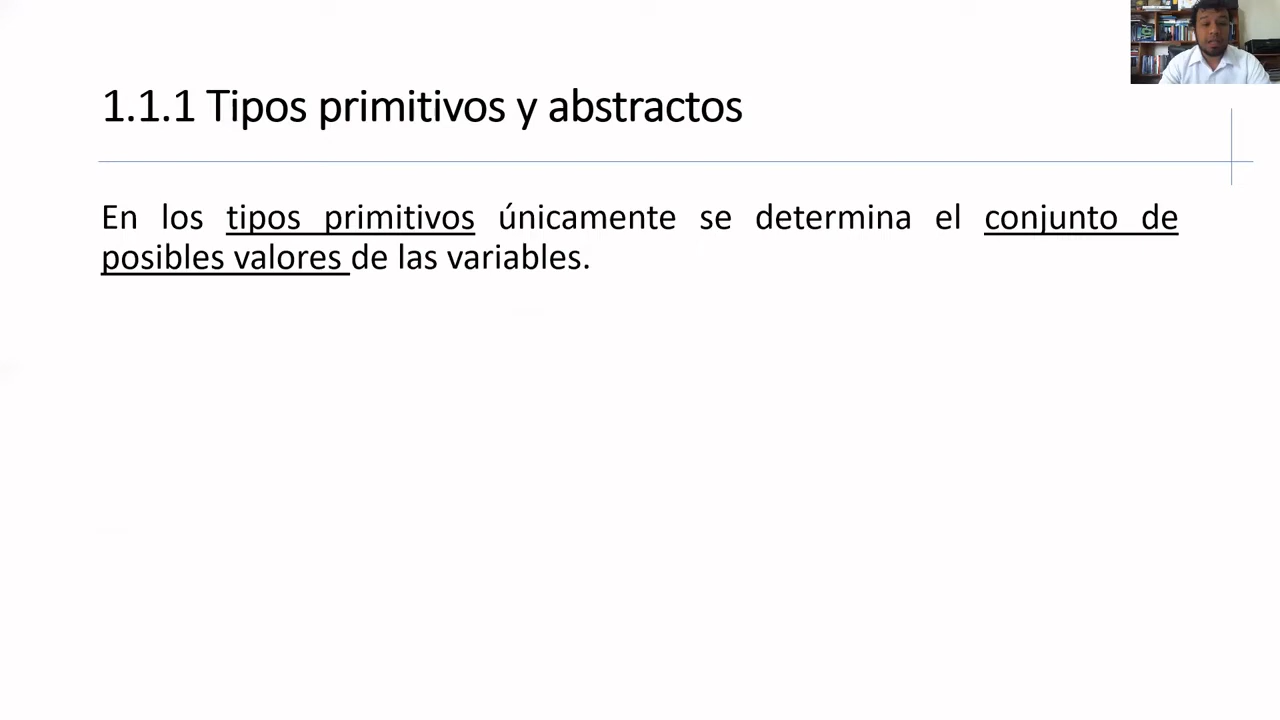 1.1.1 Tipos primitivos y abstractos
En los tipos primitivos únicamente se determina el conjunto de
posibles valores de las variables.